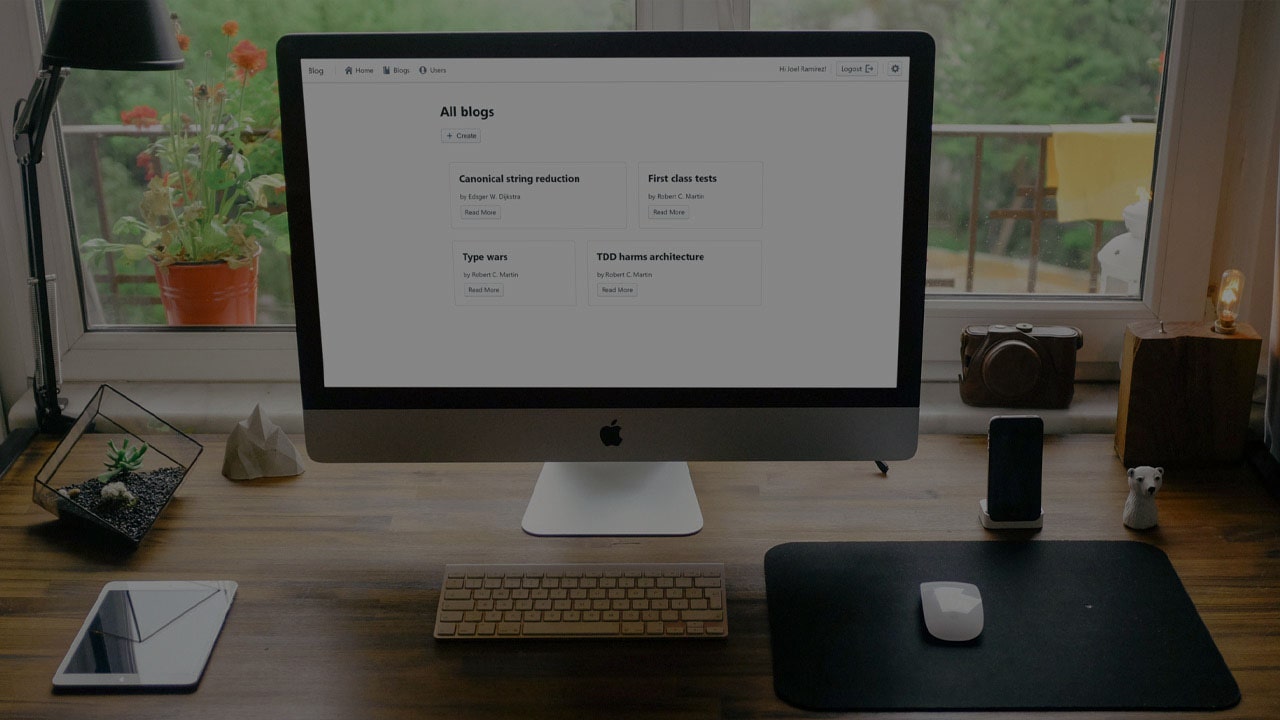 Blog Home Blogs Users Hi Joel Ramirez! Logout
All blogs
+ Create
Canonical string reduction
by Edsger W. Dijkstra
Read More
First class tests
by Robert C. Martin
Read More
Type wars
by Robert C. Martin
Read More
TDD harms architecture
by Robert C. Martin
Read More